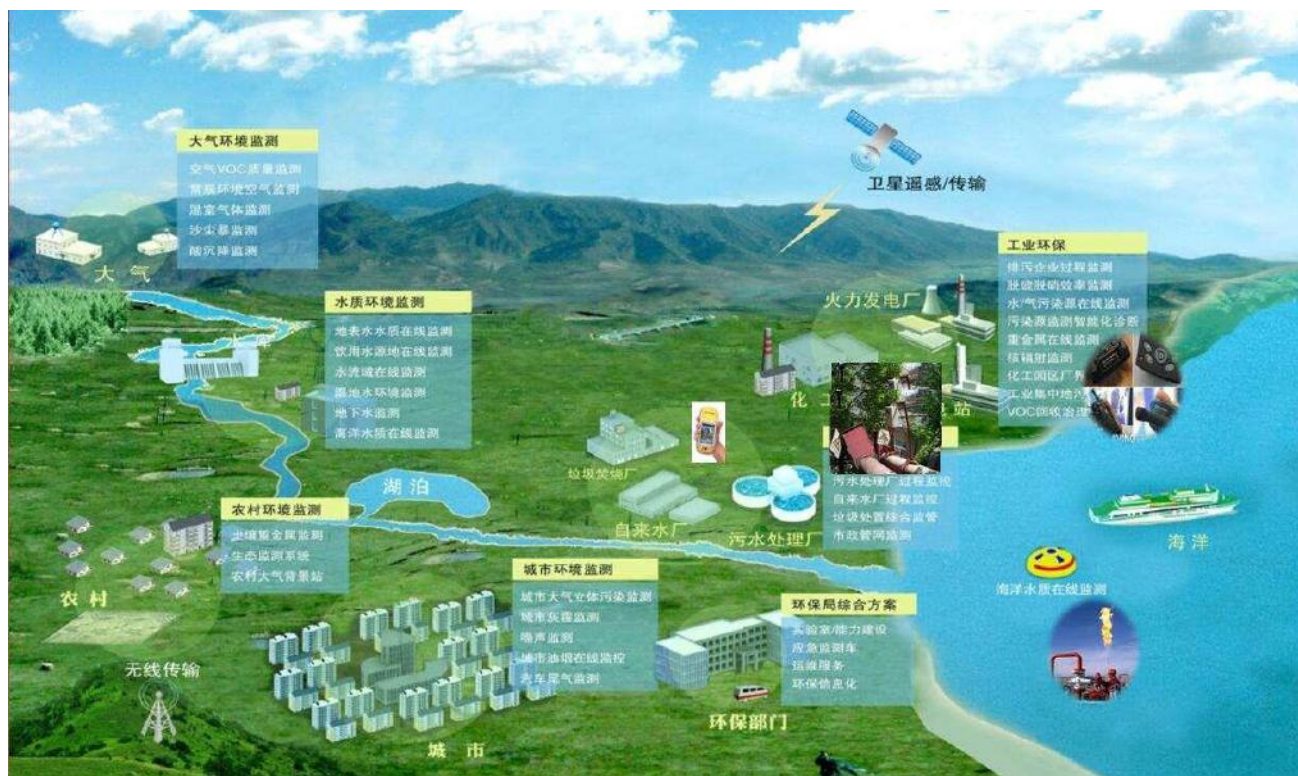 大气环境监测
空气VOC质量监测
背景环境空气监测
温室气体监测
沙尘暴监测
酸沉降监测
大气
卫星遥感/传输
工业环保
排污企业过程监测
脱硫脱硝效率监测
水/气污染源在线监测
污染源监测智能化诊断
重金属在线监测
核辐射监测
化工园区厂界
工业集中地污
VOC回收治理
火力发电厂
水质环境监测
地表水水质在线监测
饮用水源地在线监测
水流域在线监测
湿地水环境监测
地下水监测
海洋水质在线监测
水库
化工
电站
垃圾焚烧厂
湖泊
自来水厂
污水处理厂
污水处理厂过程监控
自来水厂过程监控
垃圾处置综合监管
市政管网监测
海洋
海洋水质在线监测
农村环境监测
土壤重金属监测
生态监测系统
农村大气背景站
农村
城市环境监测
城市大气立体污染监测
城市灰霾监测
噪声监测
城市油烟在线监控
汽车尾气监测
城市
环保局综合方案
实验室/能力建设
应急监测车
运维服务
环保信息化
环保部门
无线传输